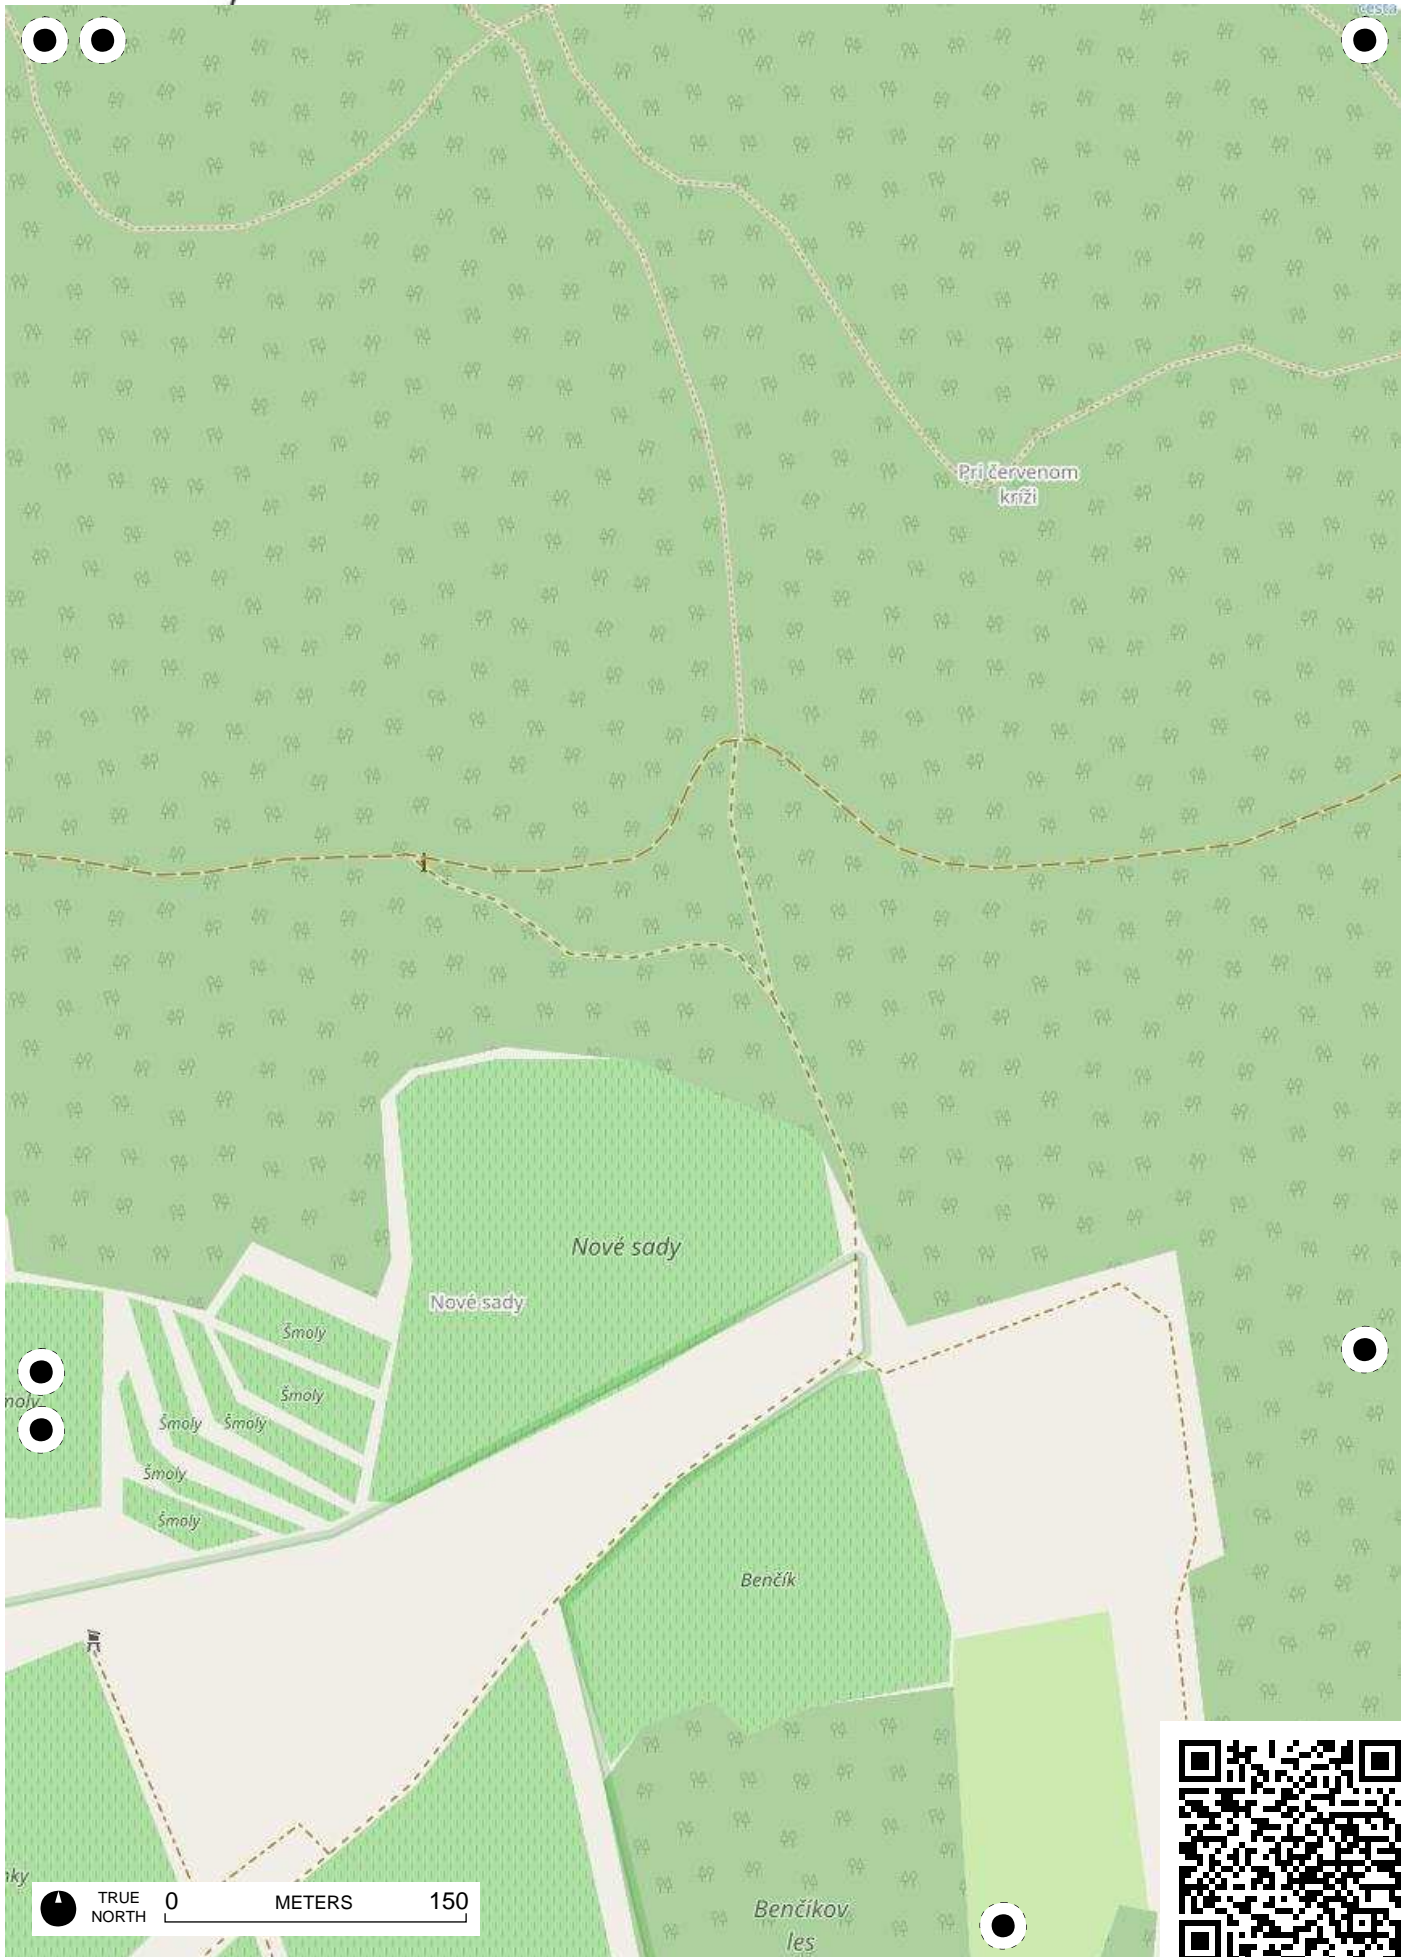 cesta
Pri červenom
kríži
Nové sady
Nové sady
Šmoly
Šmoly
Šmoly
Šmoly
Šmoly
Šmoly
Benčík
TRUE
NORTH
0
METERS
150
Benčíkov
les